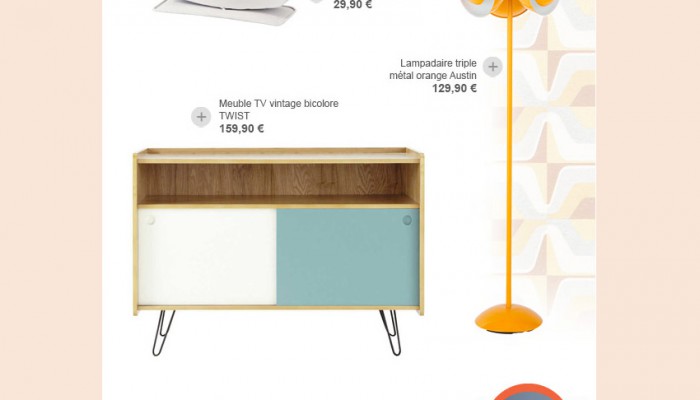 29,90 €
Lampadaire triple
métal orange Austin
129,90 €
Meuble TV vintage bicolore
TWIST
159,90 €